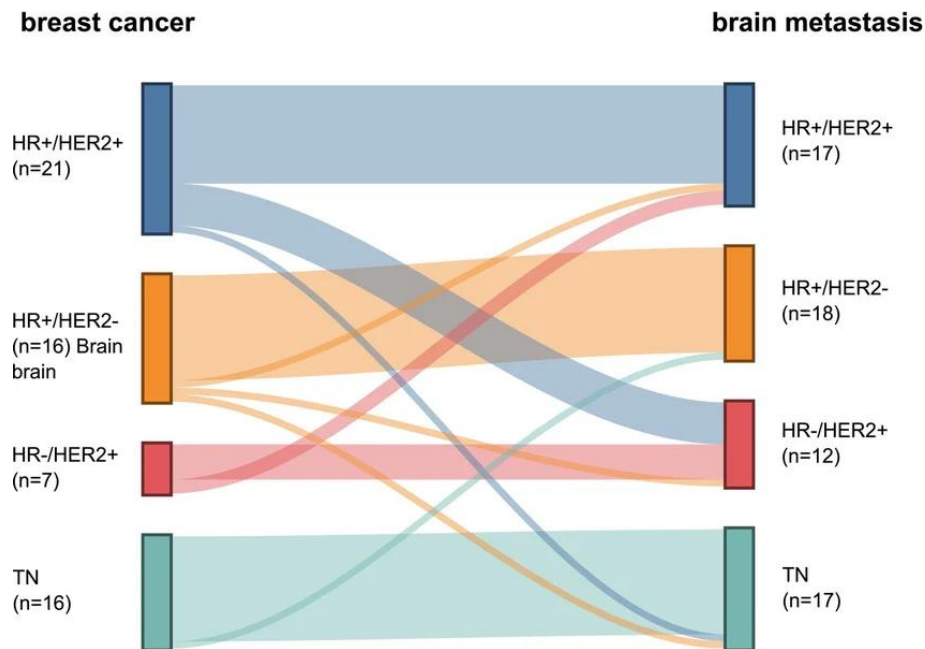 breast cancer
brain metastasis
HR+/HER2+
(n=21)
HR+/HER2-
(n=16) Brain
brain
HR-/HER2+
(n=7)
TN
(n=16)
HR+/HER2+
(n=17)
HR+/HER2-
(n=18)
HR-/HER2+
(n=12)
TN
(n=17)